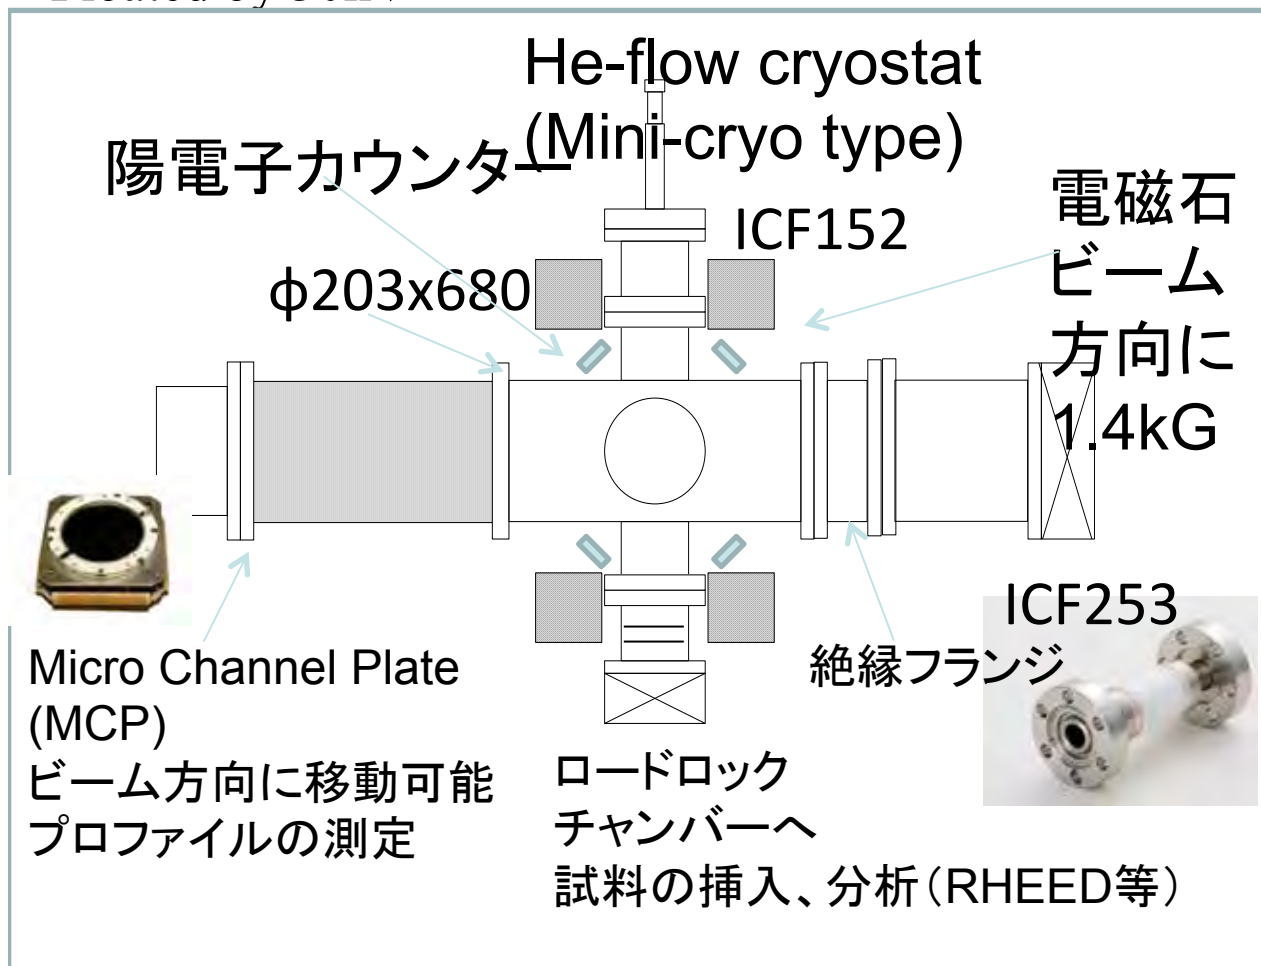 He-flow cryostat
(Mini-cryo type)
陽電子カウンター
ICF152
φ203x680
電磁石
ビーム
方向に
1.4kG
ICF253
絶縁フランジ
Micro Channel Plate
(MCP)
ビーム方向に移動可能
プロファイルの測定
ロードロック
チャンバーへ
試料の挿入、分析(RHEED等)